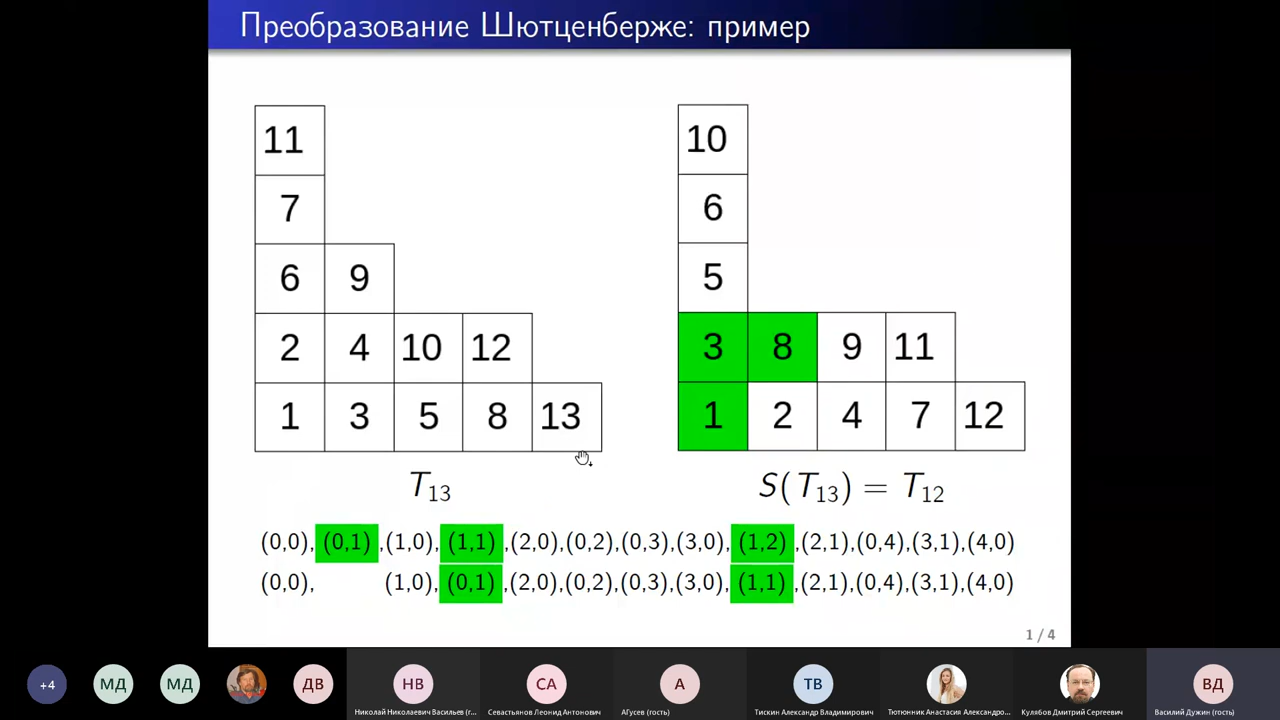 Преобразование Шютценберже: пример
11
7
6 9
2 4 10 12
1 3 5 8 13
T13
10
6
5
3 8 9 11
1 2 4 7 12
S(T13) = T12
(0,0),(0,1),(1,0),(1,1),(2,0),(0,2),(0,3),(3,0),(1,2),(2,1),(0,4),(3,1),(4,0)
(0,0), (1,0),(0,1),(2,0),(0,2),(0,3),(3,0),(1,1),(2,1),(0,4),(3,1),(4,0)
1 / 4
+4 МД МД ДВ НВ СА А ТВ ВД
Николай Николаевич Васильев (г... Севастьянов Леонид Антонович АГусев (гость) Тискин Александр Владимирович Тютюнник Анастасия Александро... Кулябов Дмитрий Сергеевич Василий Дужин (гость)